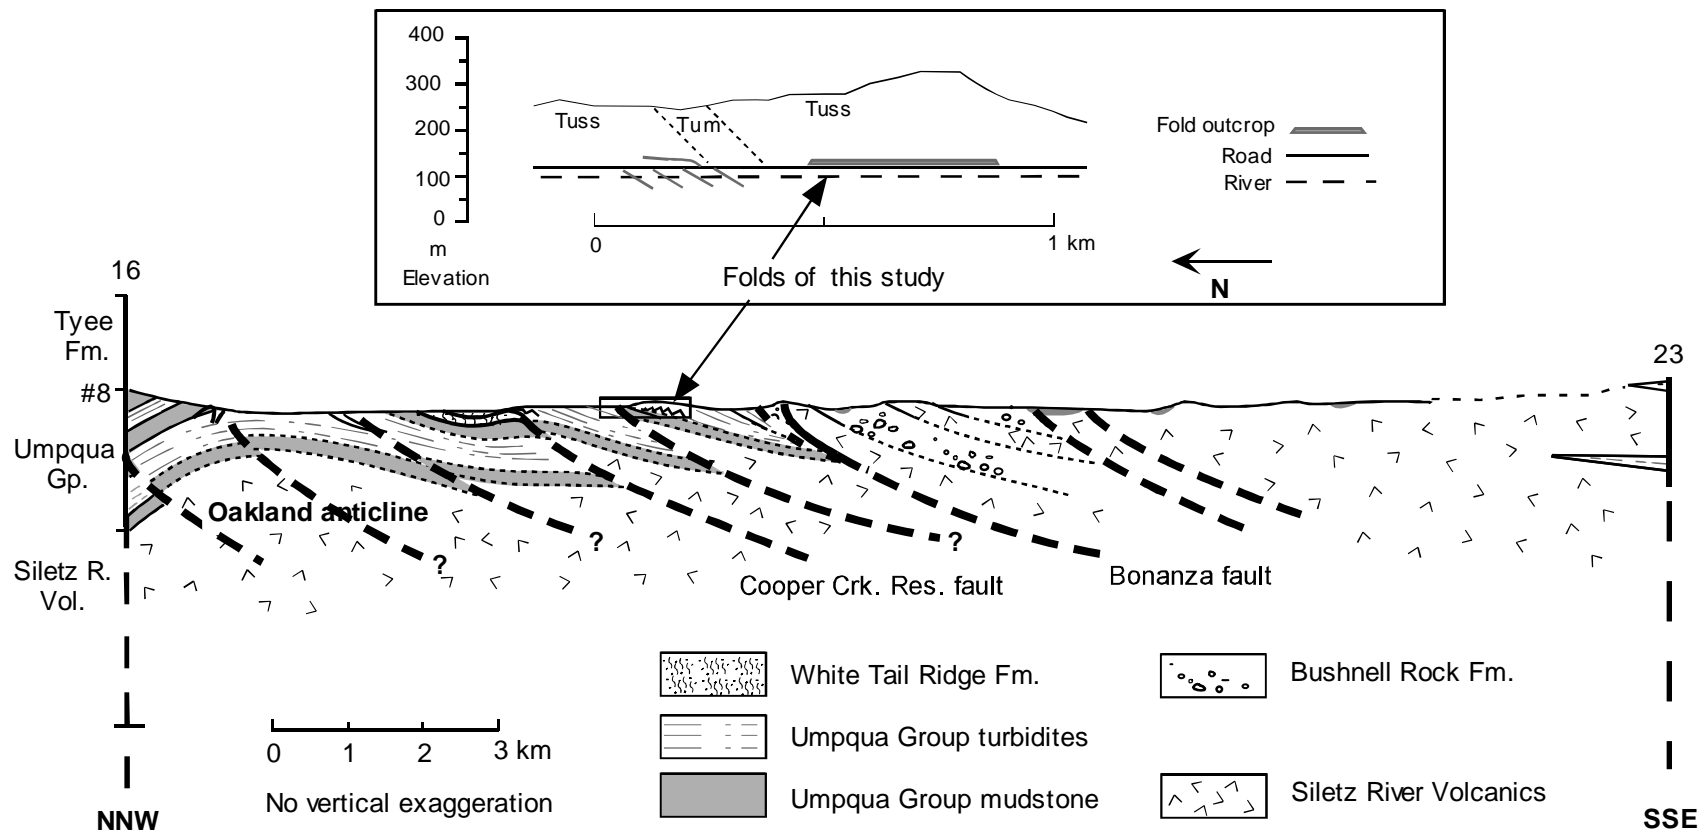 400
300
200
100
0
m
Elevation
Tuss
Tum
Tuss
Fold outcrop
Road
River
0
1 km
N
Folds of this study
16
Tyee
Fm.
#8
Umpqua
Gp.
Siletz R.
Vol.
NNW
23
SSE
Oakland anticline
?
?
?
Cooper Crk. Res. fault
Bonanza fault
0 1 2 3 km
No vertical exaggeration
White Tail Ridge Fm.
Umpqua Group turbidites
Umpqua Group mudstone
Bushnell Rock Fm.
Siletz River Volcanics